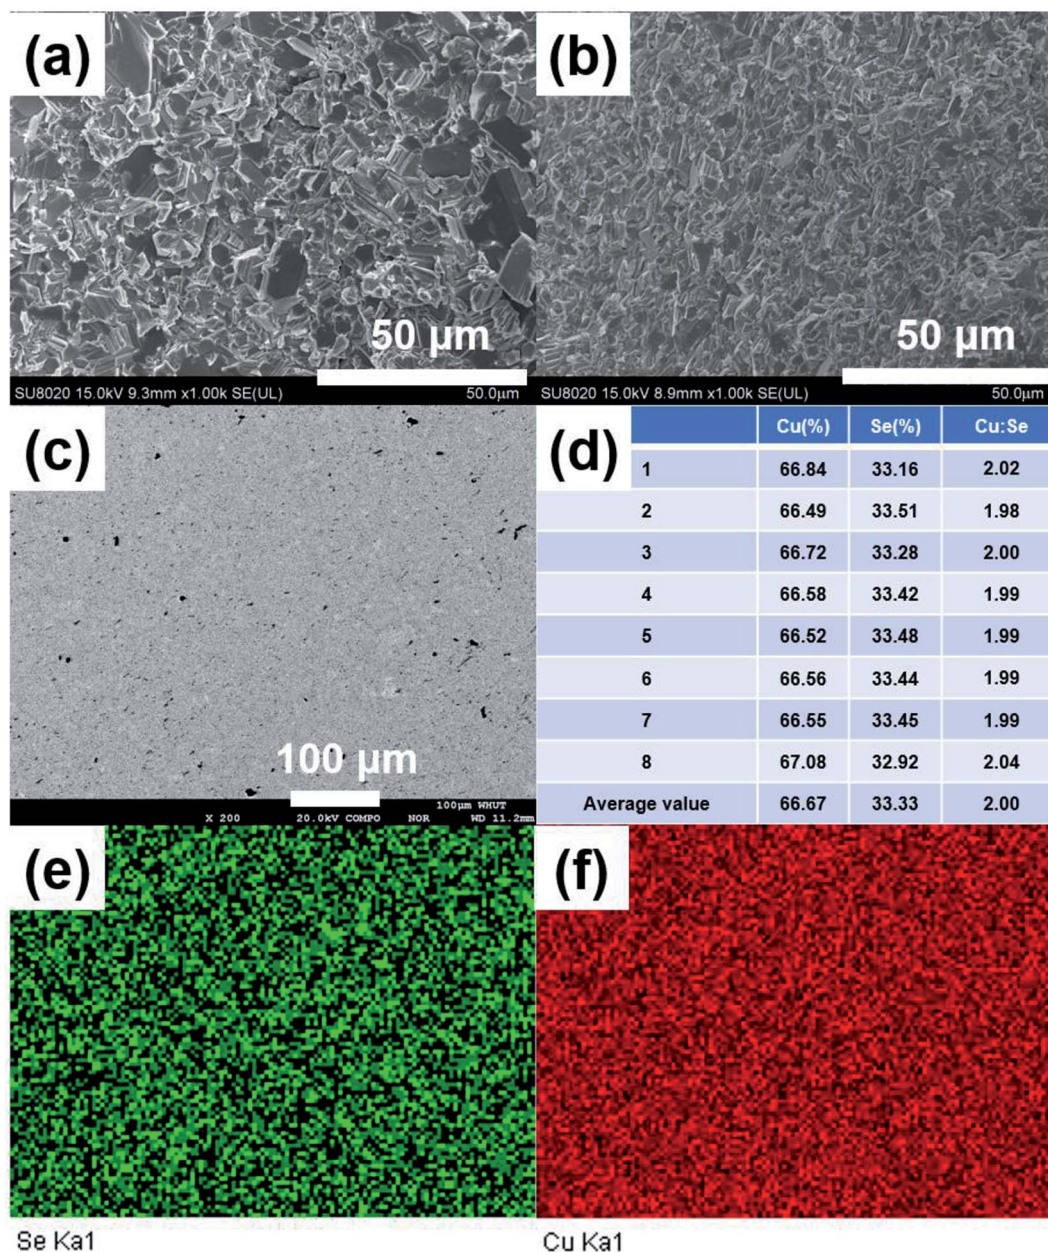 (a)
50 µm
SU8020 15.0kV 9.3mm x1.00k SE(UL) 50.0µm
(b)
50 µm
SU8020 15.0kV 8.9mm x1.00k SE(UL) 50.0µm
(c)
100 µm
100µm WHUT
X 200 20.0kV COMPO NOR WD 11.2mm
(d)
Cu(%) Se(%) Cu:Se
1 66.84 33.16 2.02
2 66.49 33.51 1.98
3 66.72 33.28 2.00
4 66.58 33.42 1.99
5 66.52 33.48 1.99
6 66.56 33.44 1.99
7 66.55 33.45 1.99
8 67.08 32.92 2.04
Average value 66.67 33.33 2.00
(e)
Se Ka1
(f)
Cu Ka1